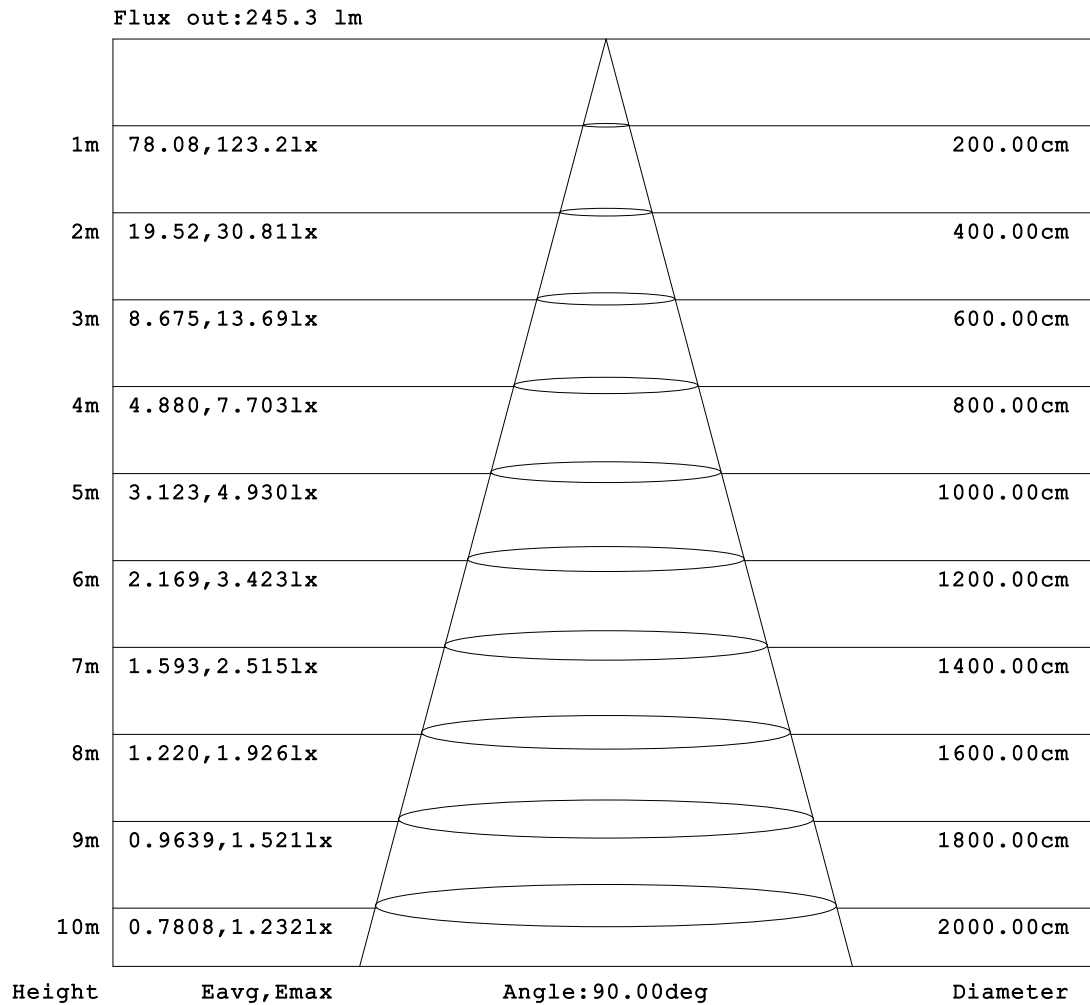 Flux out:245.3 lm
1m 78.08,123.2lx 200.00cm
2m 19.52,30.81lx 400.00cm
3m 8.675,13.69lx 600.00cm
4m 4.880,7.703lx 800.00cm
5m 3.123,4.930lx 1000.00cm
6m 2.169,3.423lx 1200.00cm
7m 1.593,2.515lx 1400.00cm
8m 1.220,1.926lx 1600.00cm
9m 0.9639,1.521lx 1800.00cm
10m 0.7808,1.232lx 2000.00cm
Height Eavg,Emax Angle:90.00deg Diameter